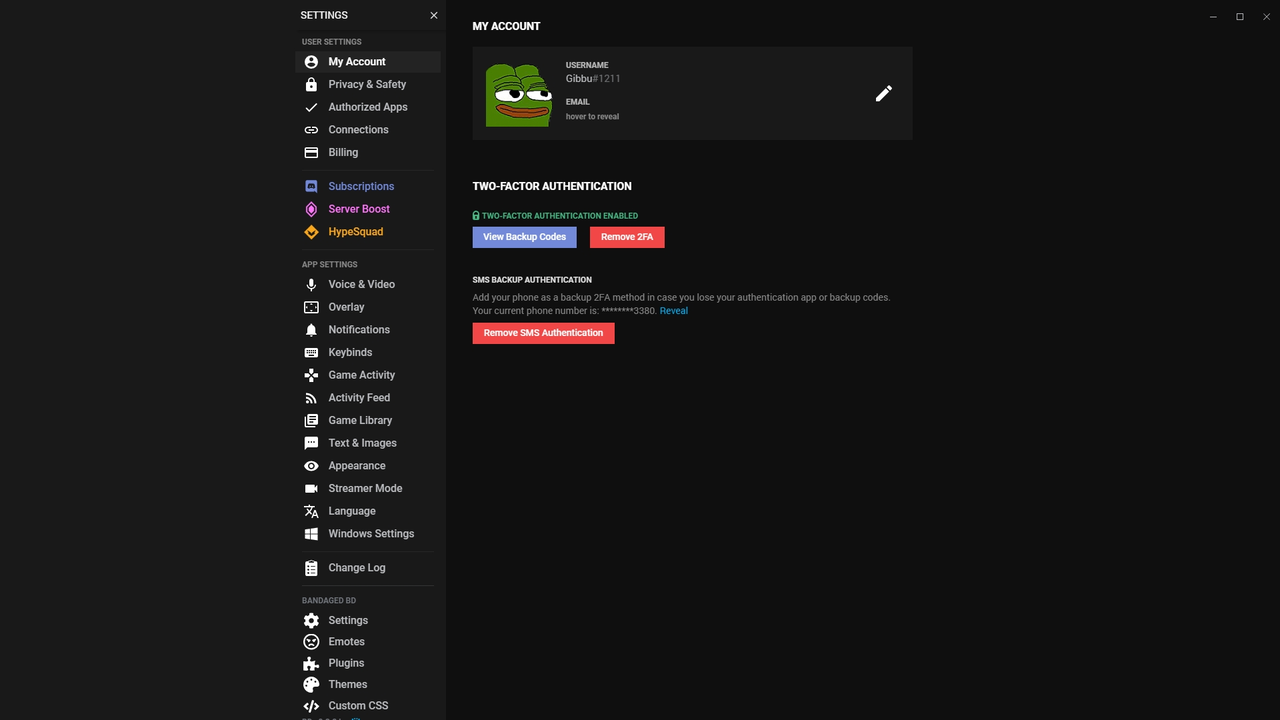 SETTINGS
USER SETTINGS
My Account
Privacy & Safety
Authorized Apps
Connections
Billing
Subscriptions
Server Boost
HypeSquad
APP SETTINGS
Voice & Video
Overlay
Notifications
Keybinds
Game Activity
Activity Feed
Game Library
Text & Images
Appearance
Streamer Mode
Language
Windows Settings
Change Log
BANDAGED BD
Settings
Emotes
Plugins
Themes
Custom CSS
MY ACCOUNT
USERNAME
Gibbu#1211
EMAIL
hover to reveal
TWO-FACTOR AUTHENTICATION
TWO-FACTOR AUTHENTICATION ENABLED
View Backup Codes Remove 2FA
SMS BACKUP AUTHENTICATION
Add your phone as a backup 2FA method in case you lose your authentication app or backup codes.
Your current phone number is: ********3380. Reveal
Remove SMS Authentication